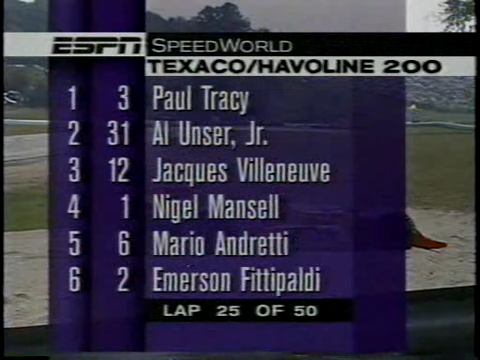 ESPN SPEEDWORLD
TEXACO/HAVOLINE 200
1 3 Paul Tracy
2 31 Al Unser, Jr.
3 12 Jacques Villeneuve
4 1 Nigel Mansell
5 6 Mario Andretti
6 2 Emerson Fittipaldi
LAP 25 OF 50